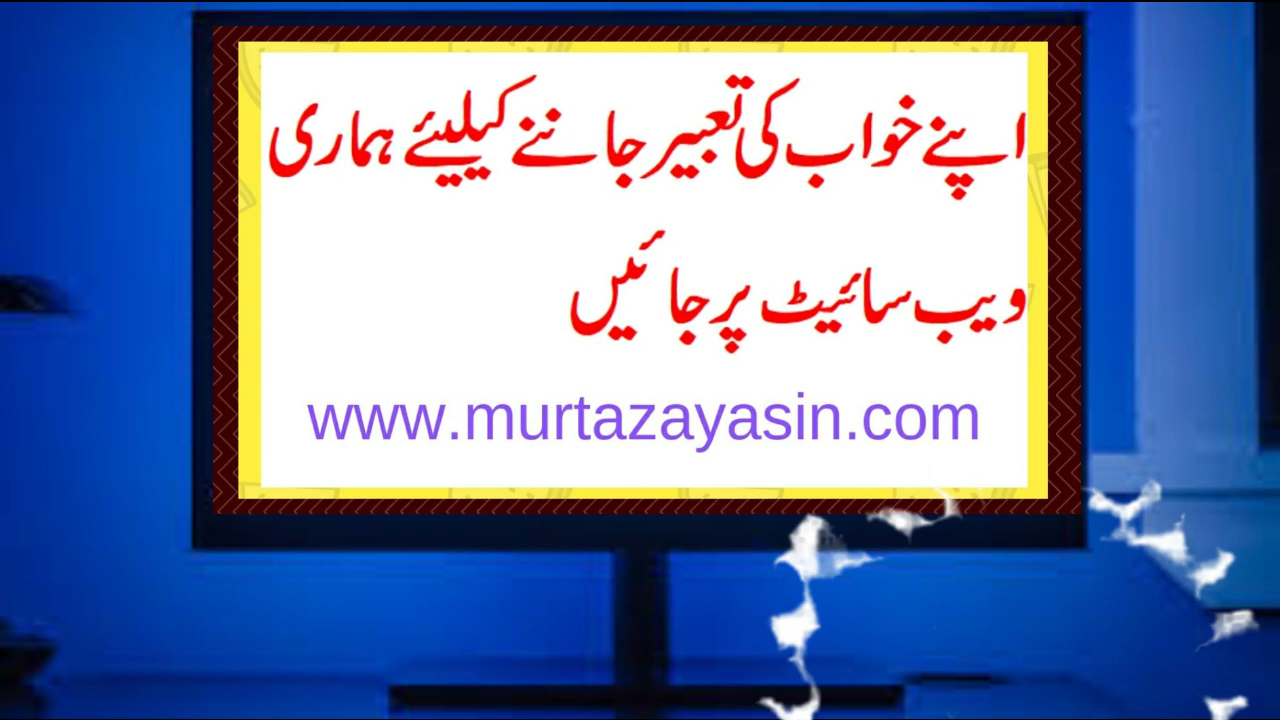 اپنے خواب کی تعبیر جاننے کیلیئے ہماری
ویب سائیٹ پر جائیں
www.murtazayasin.com